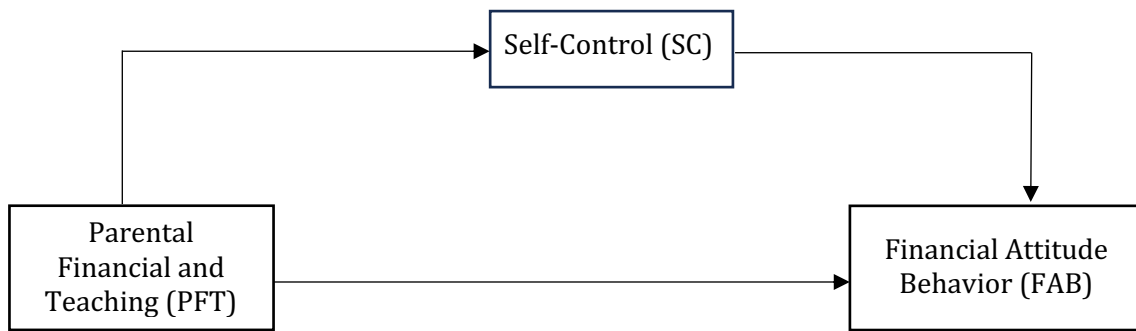 Self-Control (SC)
Parental
Financial and
Teaching (PFT)
Financial Attitude
Behavior (FAB)